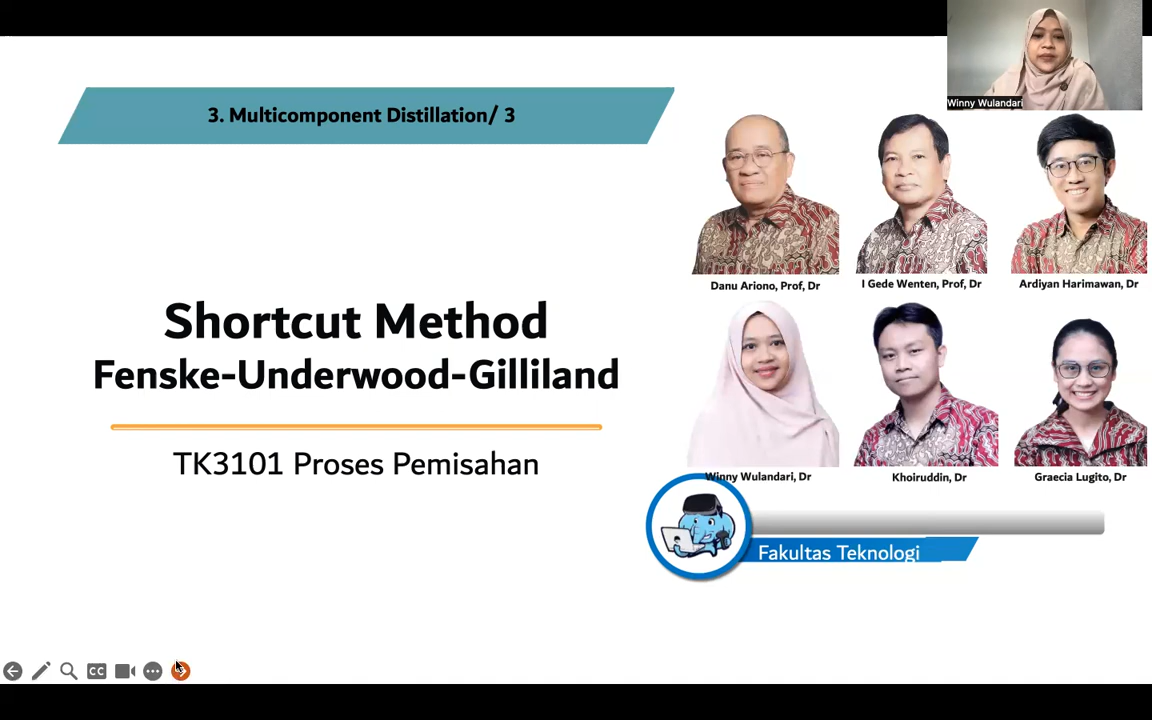 Winny Wulandari
3. Multicomponent Distillation/ 3
Danu Ariono, Prof, Dr
I Gede Wenten, Prof, Dr
Ardiyan Harimawan, Dr
Shortcut Method
Fenske-Underwood-Gilliland
TK3101 Proses Pemisahan
Winny Wulandari, Dr
Khoiruddin, Dr
Graecia Lugito, Dr
Fakultas Teknologi
CC